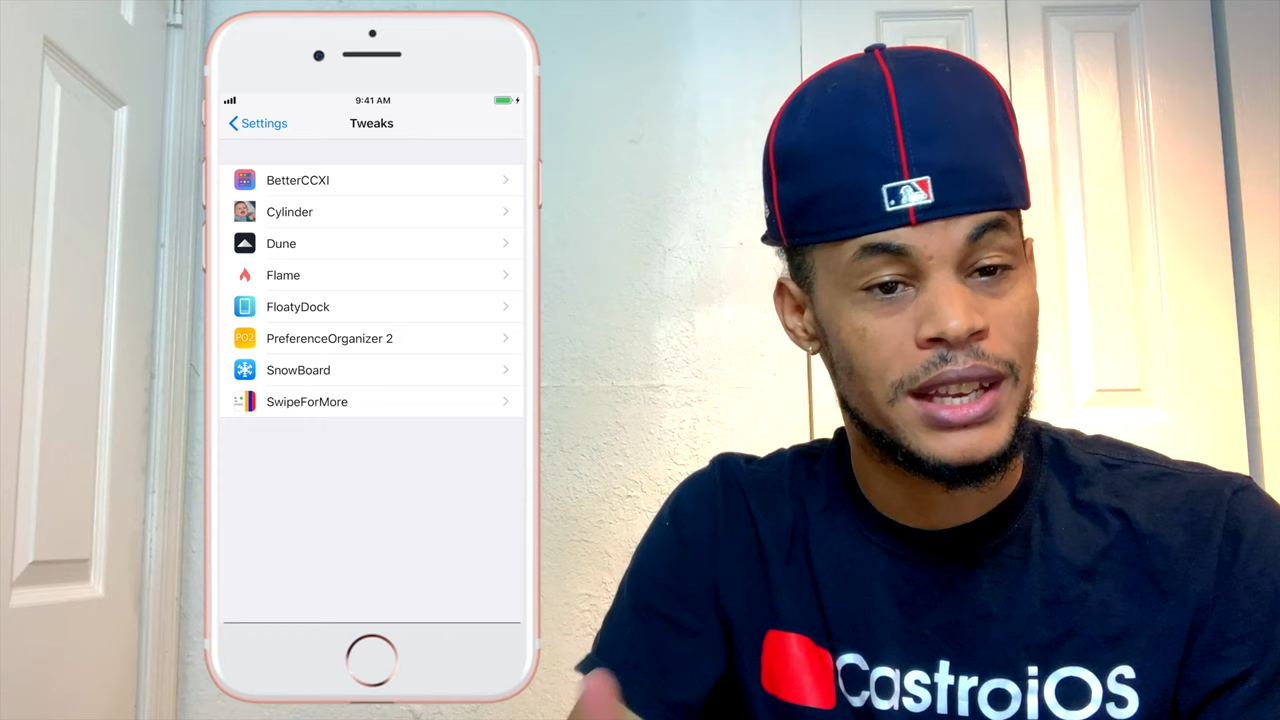 9:41 AM
Settings
Tweaks
BetterCCXI
Cylinder
Dune
Flame
FloatyDock
PO2
PreferenceOrganizer 2
SnowBoard
SwipeForMore
CastroiOS